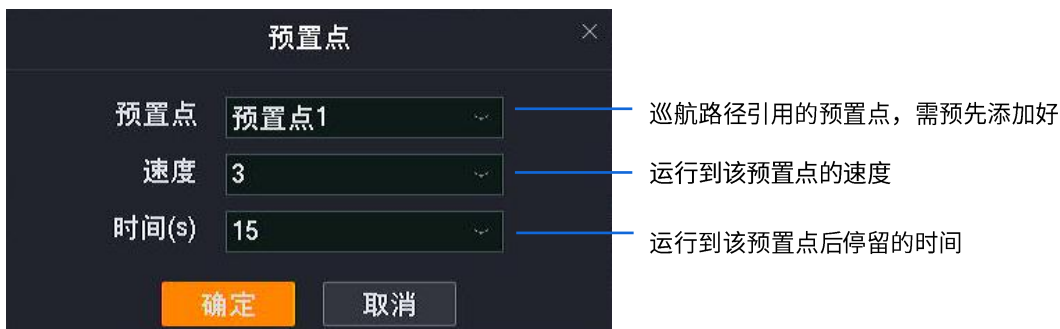 预置点
预置点 预置点1 巡航路径引用的预置点，需预先添加好
速度 3 运行到该预置点的速度
时间(s) 15 运行到该预置点后停留的时间
确定 取消